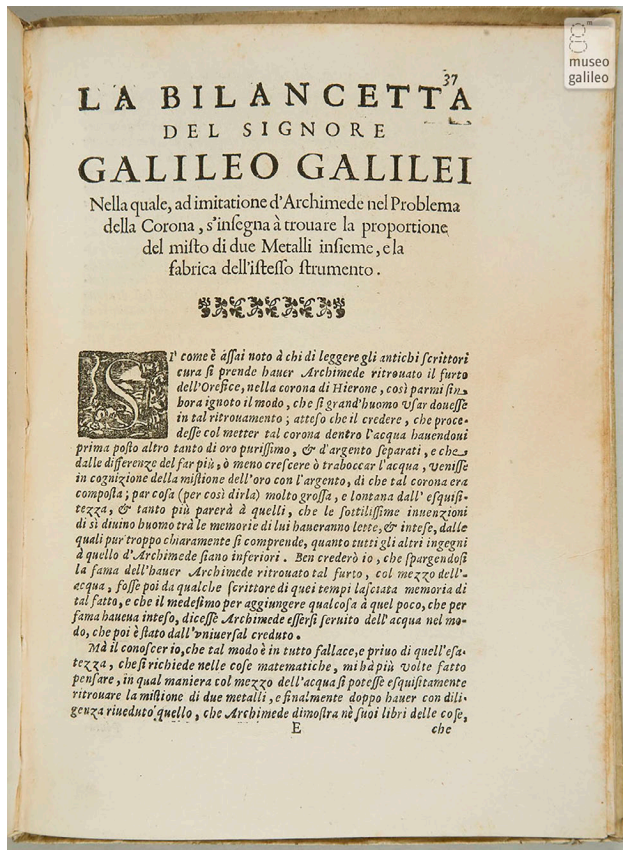 museo
galileo
37
LA BILANCETTA
DEL SIGNORE
GALILEO GALILEI
Nella quale, ad imitatione d'Archimede nel Problema
della Corona, s'insegna à trouare la proportione
del misto di due Metalli insieme, e la
fabrica dell'istesso strumento.
SI' come è assai noto à chi di leggere gli antichi scrittori
cura si prende hauer Archimede ritrouato il furto
dell'Orefice, nella corona di Hierone, così parmi sin
hora ignoto il modo, che sì grand'huomo vsar douesse
in tal ritrouamento; atteso che il credere, che proce-
desse col metter tal corona dentro l'acqua hauendoui
prima posto altro tanto di oro purissimo, & d'argento separati, e che
dalle differenze del far più, ò meno crescere ò traboccar l'acqua, venisse
in cognizione della mistione dell'oro con l'argento, di che tal corona era
composta; par cosa (per così dirla) molto grossa, e lontana dall'esquisi-
tezza, & tanto più parerà à quelli, che le sottilissime inuenzioni
di sì diuino huomo trà le memorie di lui haueranno lette, & intese, dalle
quali pur troppo chiaramente si comprende, quanto tutti gli altri ingegni
à quello d'Archimede siano inferiori. Ben crederò io, che spargendosi
la fama dell'hauer Archimede ritrouato tal furto, col mezzo dell'-
acqua, fosse poi da qualche scrittore di quei tempi lasciata memoria di
tal fatto, e che il medesimo per aggiungere qualcosa à quel poco, che per
fama haueua inteso, dicesse Archimede essersi seruito dell'acqua nel mo-
do, che poi è stato dall'vniuersal creduto.
Mà il conoscer io, che tal modo è in tutto fallace, e priuo di quell'esa-
tezza, che si richiede nelle cose matematiche, mi hà più volte fatto
pensare, in qual maniera col mezzo dell'acqua si potesse esquisitamente
ritrouare la mistione di due metalli, e finalmente doppo hauer con dili-
genza riueduto quello, che Archimede dimostra nè suoi libri delle cose,
E che